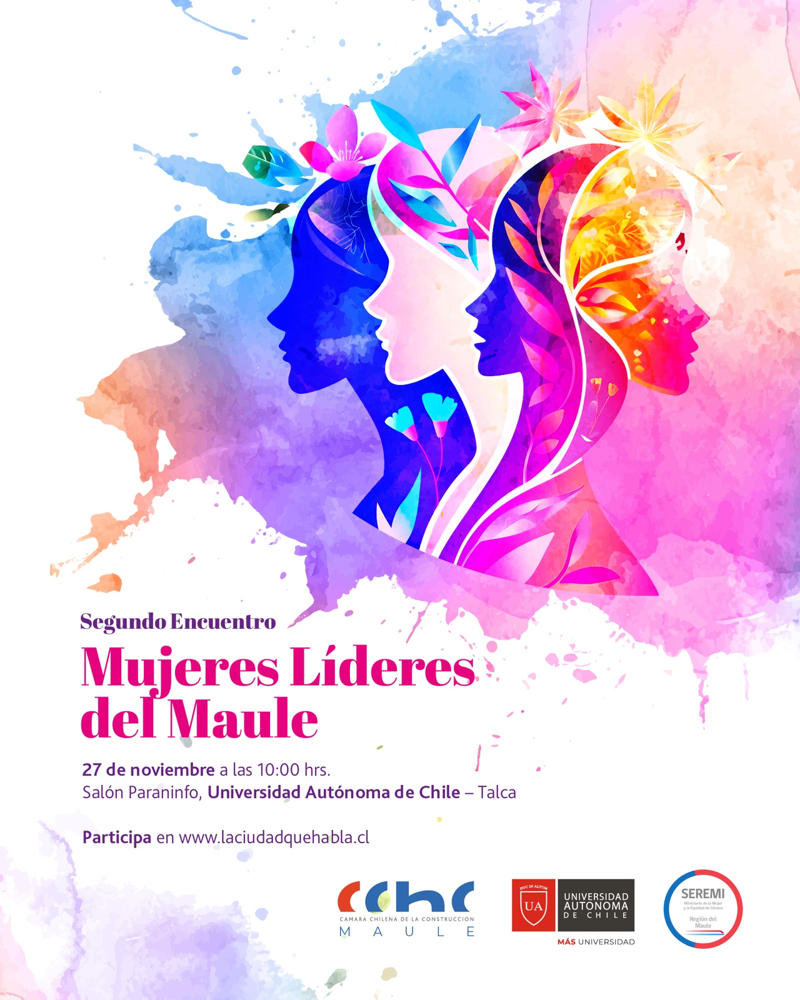 Segundo Encuentro
Mujeres Líderes
del Maule
27 de noviembre a las 10:00 hrs.
Salón Paraninfo, Universidad Autónoma de Chile – Talca
Participa en www.laciudadquehabla.cl
cchc
CAMARA CHILENA DE LA CONSTRUCCION
MAULE
DUC IN ALTUM
UA
UNIVERSIDAD
AUTONOMA
DE CHILE
MÁS UNIVERSIDAD
SEREMI
Ministerio de la Mujer
y la Equidad de Género
Región del
Maule